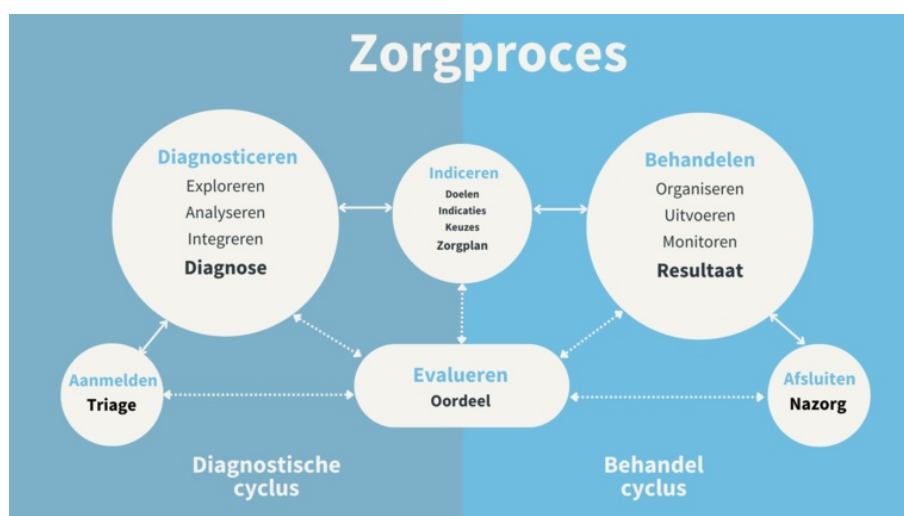 Zorgproces
Diagnosticeren
Exploreren
Analyseren
Integreren
Diagnose
Indiceren
Doelen
Indicaties
Keuzes
Zorgplan
Behandelen
Organiseren
Uitvoeren
Monitoren
Resultaat
Aanmelden
Triage
Evalueren
Oordeel
Afsluiten
Nazorg
Diagnostische
cyclus
Behandel
cyclus